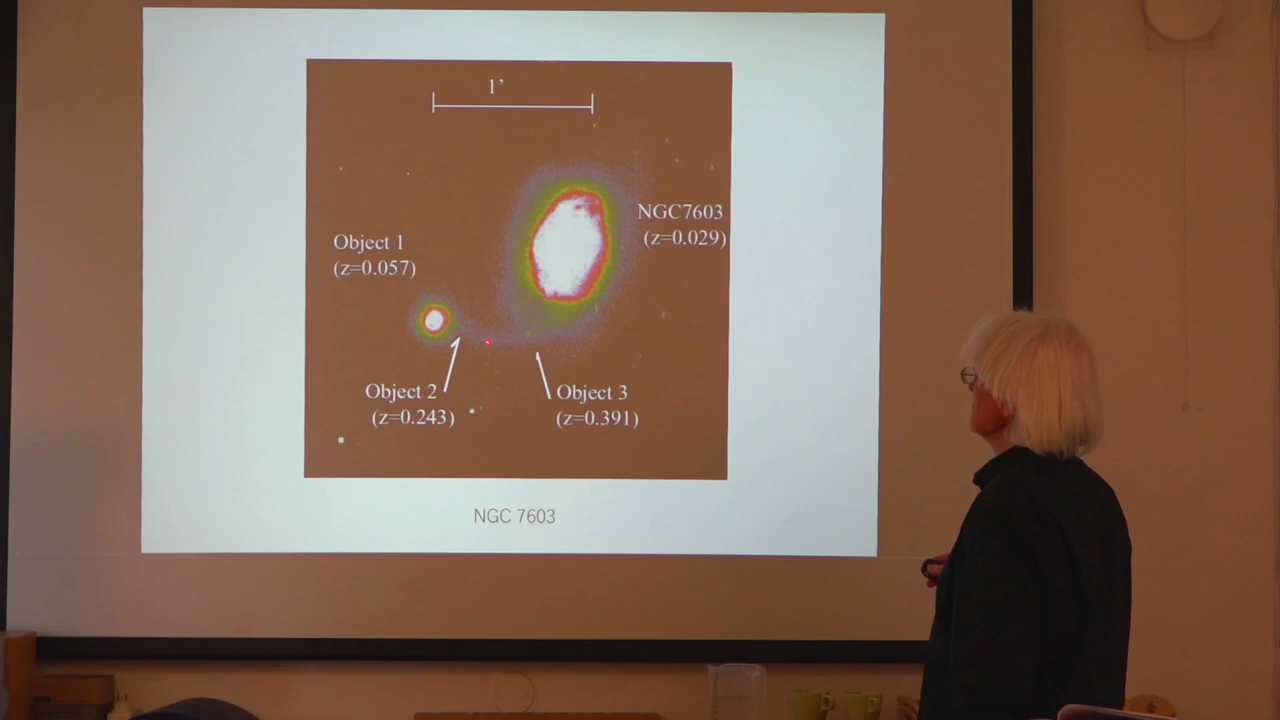 1'
NGC7603
(z=0.029)
Object 1
(z=0.057)
Object 2
(z=0.243)
Object 3
(z=0.391)
NGC 7603